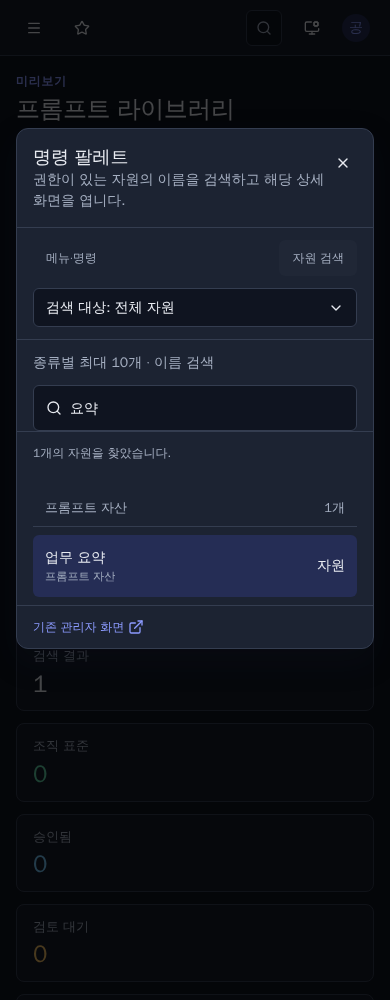 공
미리보기
프롬프트 라이브러리
명령 팔레트
권한이 있는 자원의 이름을 검색하고 해당 상세
화면을 엽니다.
메뉴·명령
자원 검색
검색 대상: 전체 자원
종류별 최대 10개 · 이름 검색
요약
1개의 자원을 찾았습니다.
프롬프트 자산
1개
업무 요약
프롬프트 자산
자원
기존 관리자 화면
검색 결과
1
조직 표준
0
승인됨
0
검토 대기
0